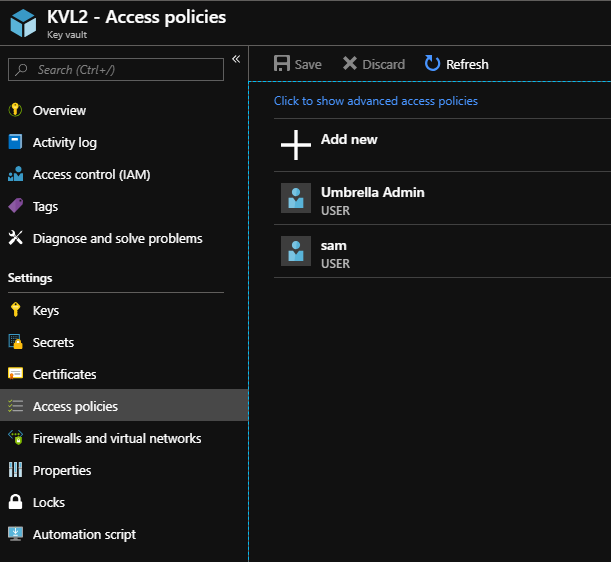 KVL2 - Access policies
Key vault
Search (Ctrl+/)
«
Overview
Activity log
Access control (IAM)
Tags
Diagnose and solve problems
Settings
Keys
Secrets
Certificates
Access policies
Firewalls and virtual networks
Properties
Locks
Automation script
Save
Discard
Refresh
Click to show advanced access policies
Add new
Umbrella Admin
USER
sam
USER